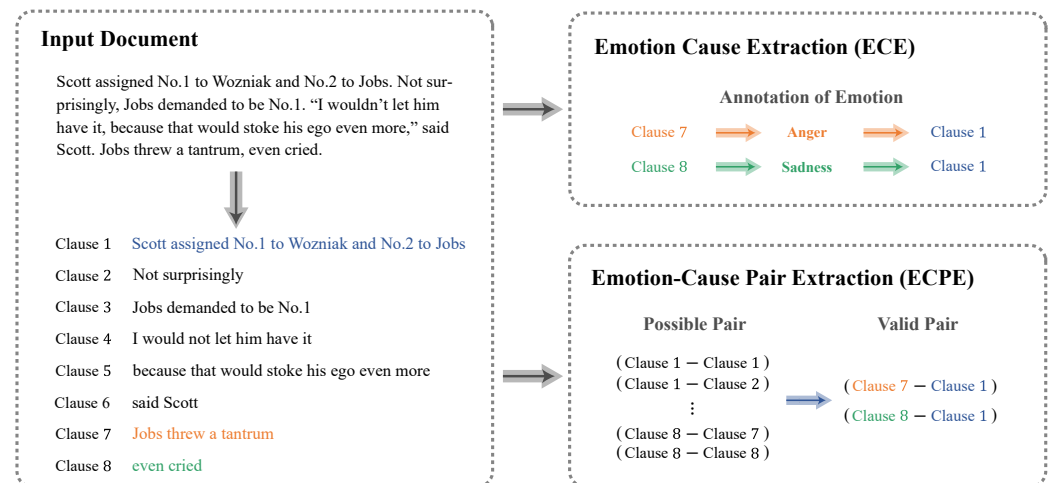 Input Document
Scott assigned No.1 to Wozniak and No.2 to Jobs. Not sur-
prisingly, Jobs demanded to be No.1. “I wouldn’t let him
have it, because that would stoke his ego even more,” said
Scott. Jobs threw a tantrum, even cried.
Clause 1 Scott assigned No.1 to Wozniak and No.2 to Jobs
Clause 2 Not surprisingly
Clause 3 Jobs demanded to be No.1
Clause 4 I would not let him have it
Clause 5 because that would stoke his ego even more
Clause 6 said Scott
Clause 7 Jobs threw a tantrum
Clause 8 even cried
Emotion Cause Extraction (ECE)
Annotation of Emotion
Clause 7 Anger Clause 1
Clause 8 Sadness Clause 1
Emotion-Cause Pair Extraction (ECPE)
Possible Pair
(Clause 1 − Clause 1)
(Clause 1 − Clause 2)
⋮
(Clause 8 − Clause 7)
(Clause 8 − Clause 8)
Valid Pair
(Clause 7 − Clause 1)
(Clause 8 − Clause 1)